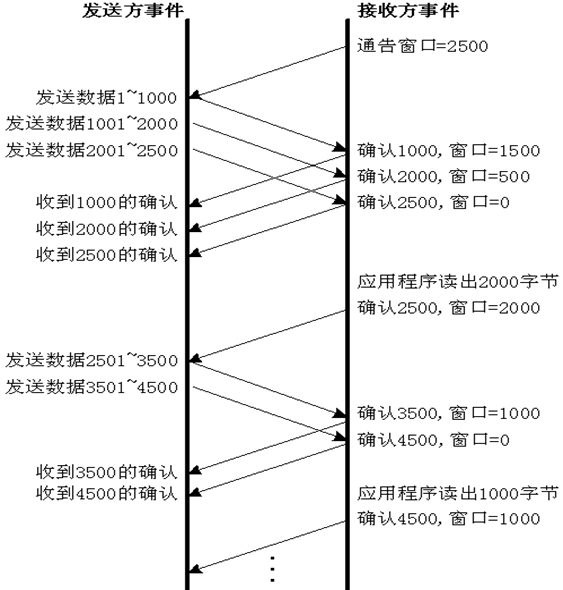 发送方事件 接收方事件
通告窗口=2500
发送数据1~1000
发送数据1001~2000
发送数据2001~2500
确认1000,窗口=1500
确认2000,窗口=500
确认2500,窗口=0
收到1000的确认
收到2000的确认
收到2500的确认
应用程序读出2000字节
确认2500,窗口=2000
发送数据2501~3500
发送数据3501~4500
确认3500,窗口=1000
确认4500,窗口=0
收到3500的确认
收到4500的确认
应用程序读出1000字节
确认4500,窗口=1000